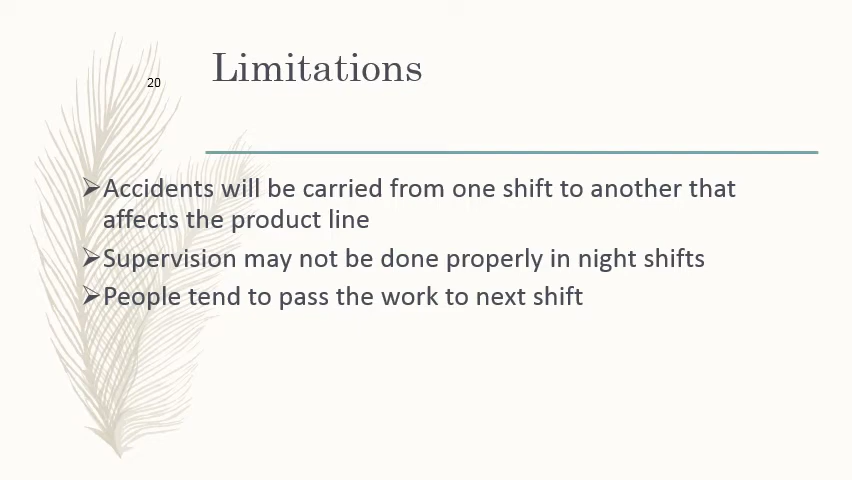 20
Limitations
➢Accidents will be carried from one shift to another that
affects the product line
➢Supervision may not be done properly in night shifts
➢People tend to pass the work to next shift